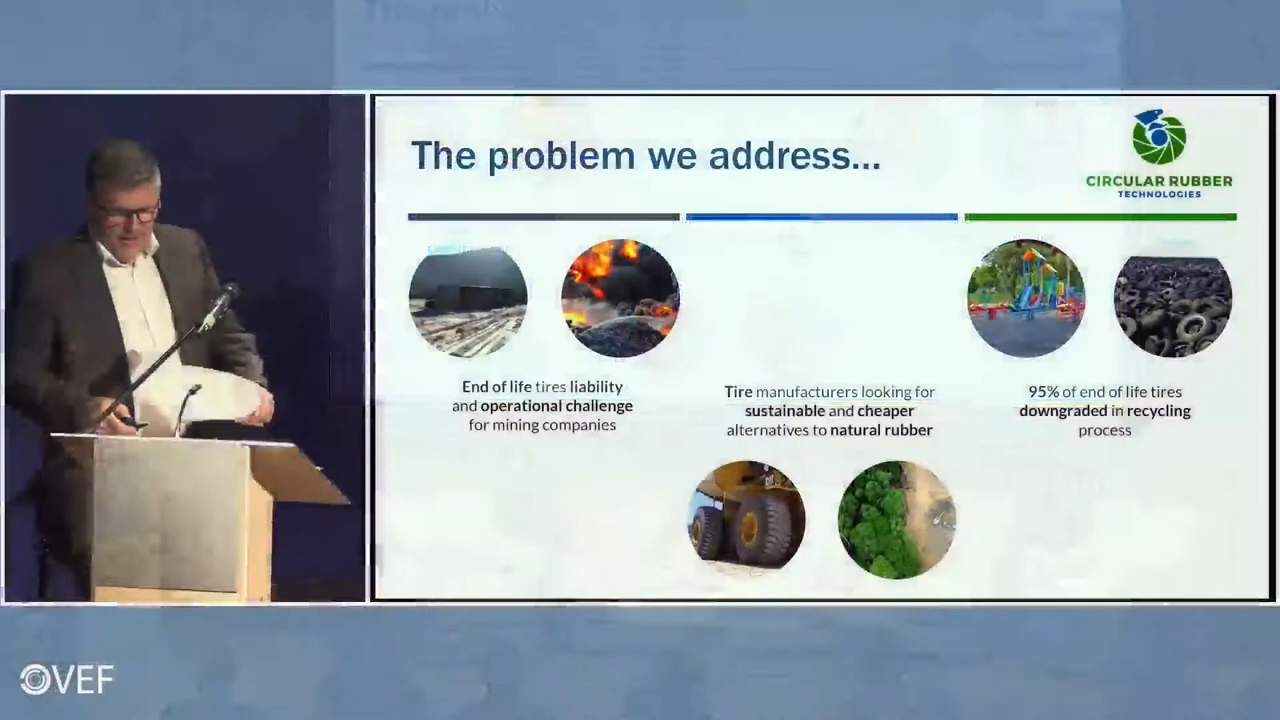 The problem we address...
CIRCULAR RUBBER
TECHNOLOGIES
End of life tires liability
and operational challenge
for mining companies
Tire manufacturers looking for
sustainable and cheaper
alternatives to natural rubber
95% of end of life tires
downgraded in recycling
process
VEF